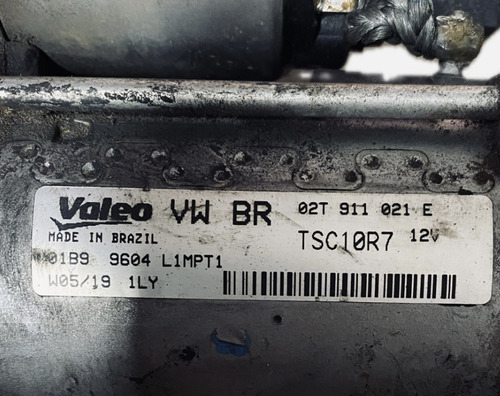 Valeo VW BR 02T 911 021 E
MADE IN BRAZIL TSC10R7 12V
01B9 9604 L1MPT1
W05/19 1LY